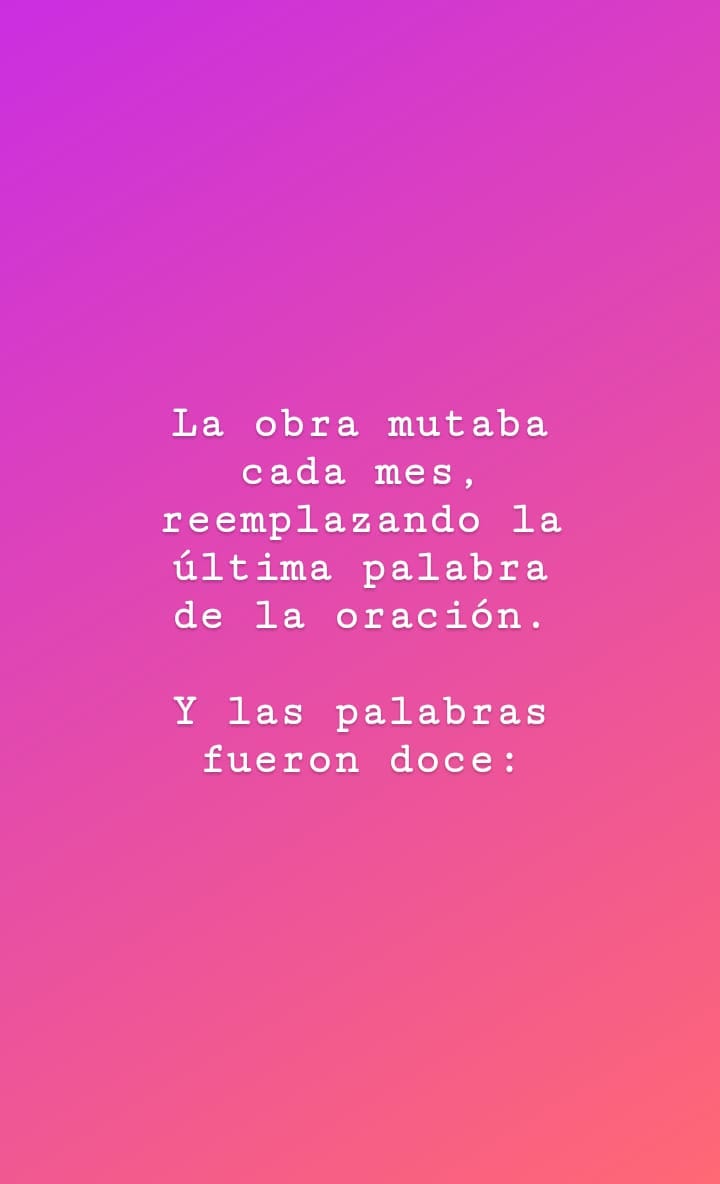 La obra mutaba
cada mes,
reemplazando la
última palabra
de la oración.
Y las palabras
fueron doce: